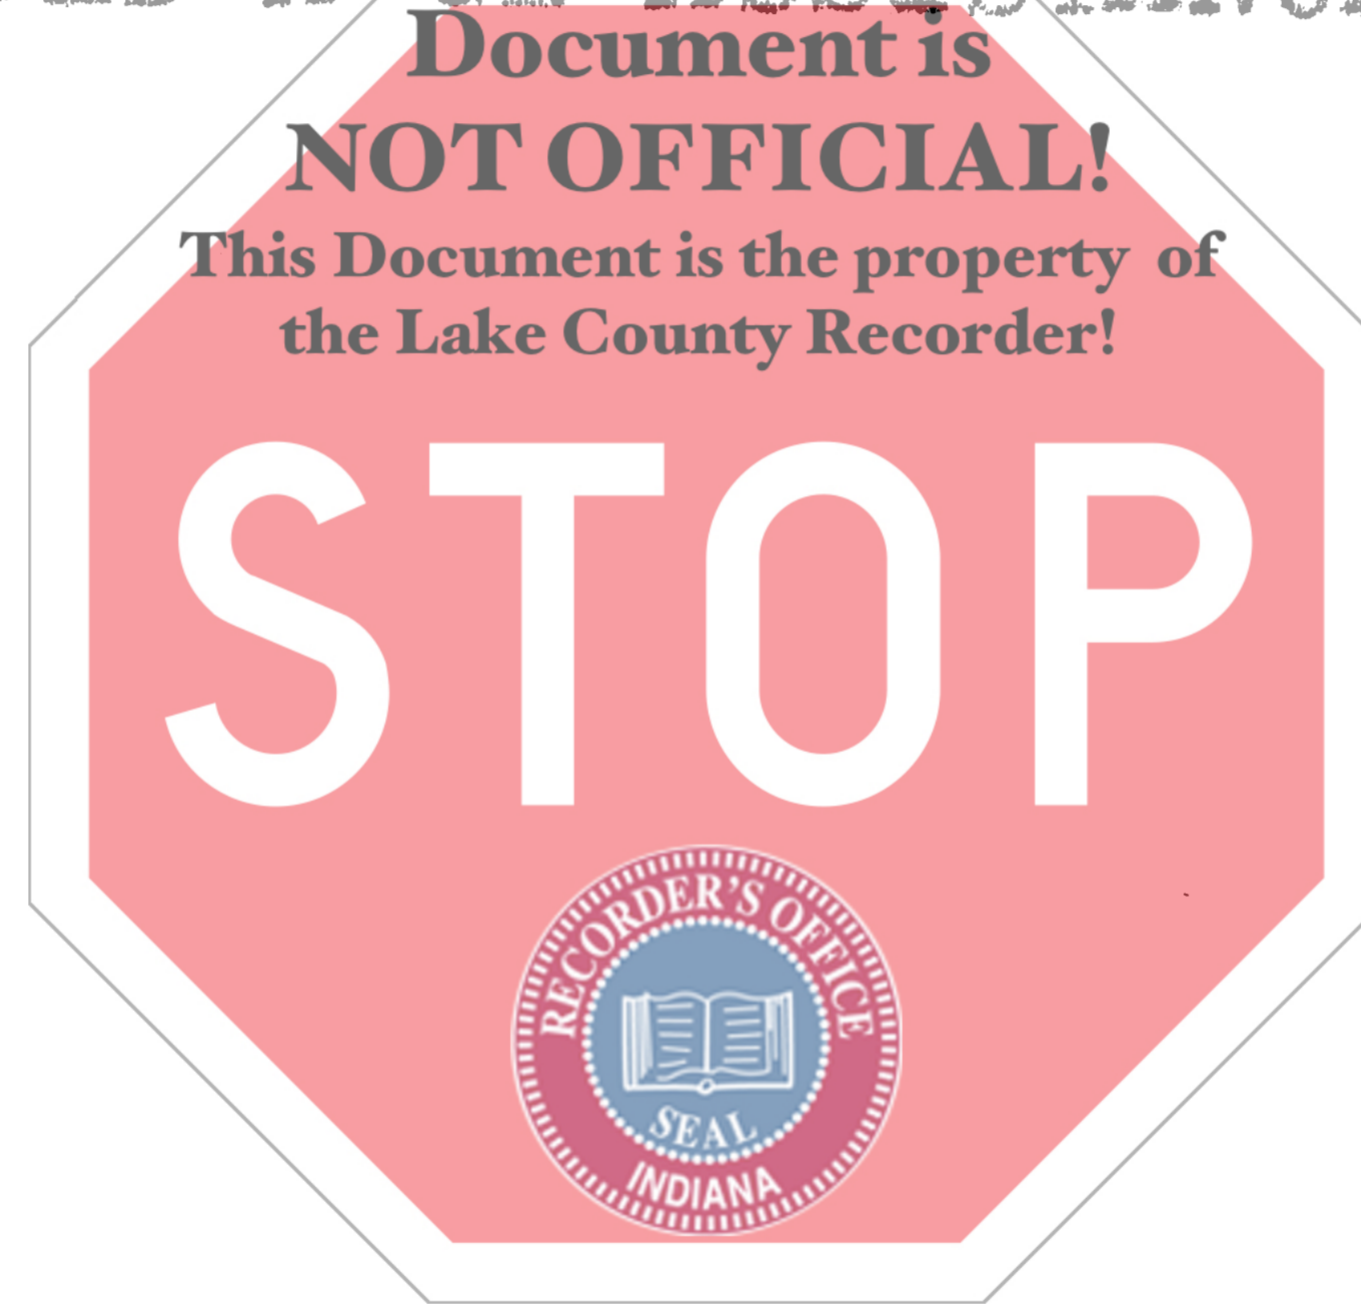 Document is
NOT OFFICIAL!
This Document is the property of
the Lake County Recorder!
STOP
RECORDER'S OFFICE
SEAL
INDIANA